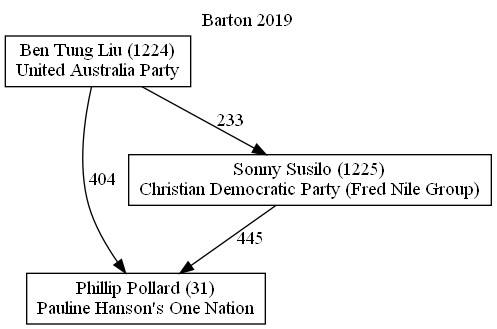 Barton 2019
Ben Tung Liu (1224)
United Australia Party
233
Sonny Susilo (1225)
Christian Democratic Party (Fred Nile Group)
404
445
Phillip Pollard (31)
Pauline Hanson's One Nation